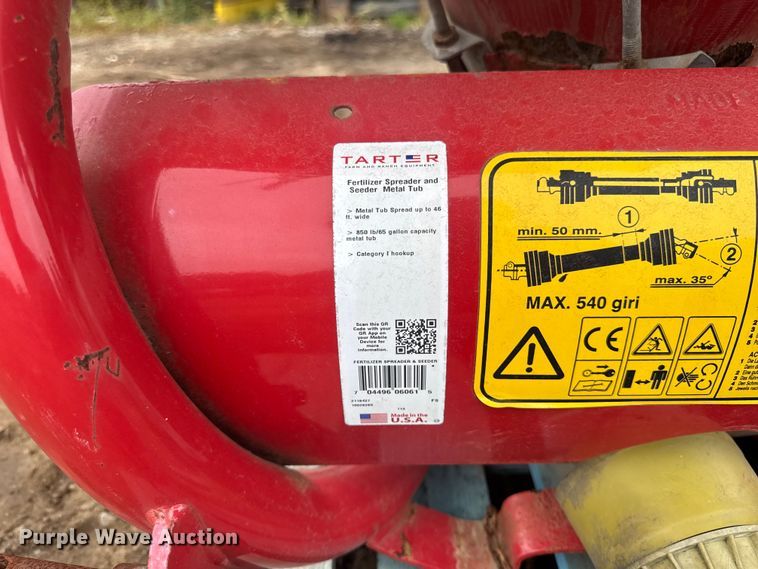 TARTER
FARM AND RANCH EQUIPMENT
Fertilizer Spreader and
Seeder Metal Tub
> Metal Tub Spread up to 46
ft. wide
> 850 lb/65 gallon capacity
metal tub
> Category I hookup
Scan this QR
Code with your
QR App on
your Mobile
Device for
more
information.
FERTILIZER SPREADER & SEEDER
7 04496 06061 5
FS
Made in the
U.S.A.
MADE
1
min. 50 mm.
2
max. 35°
MAX. 540 giri
CE
Purple Wave Auction